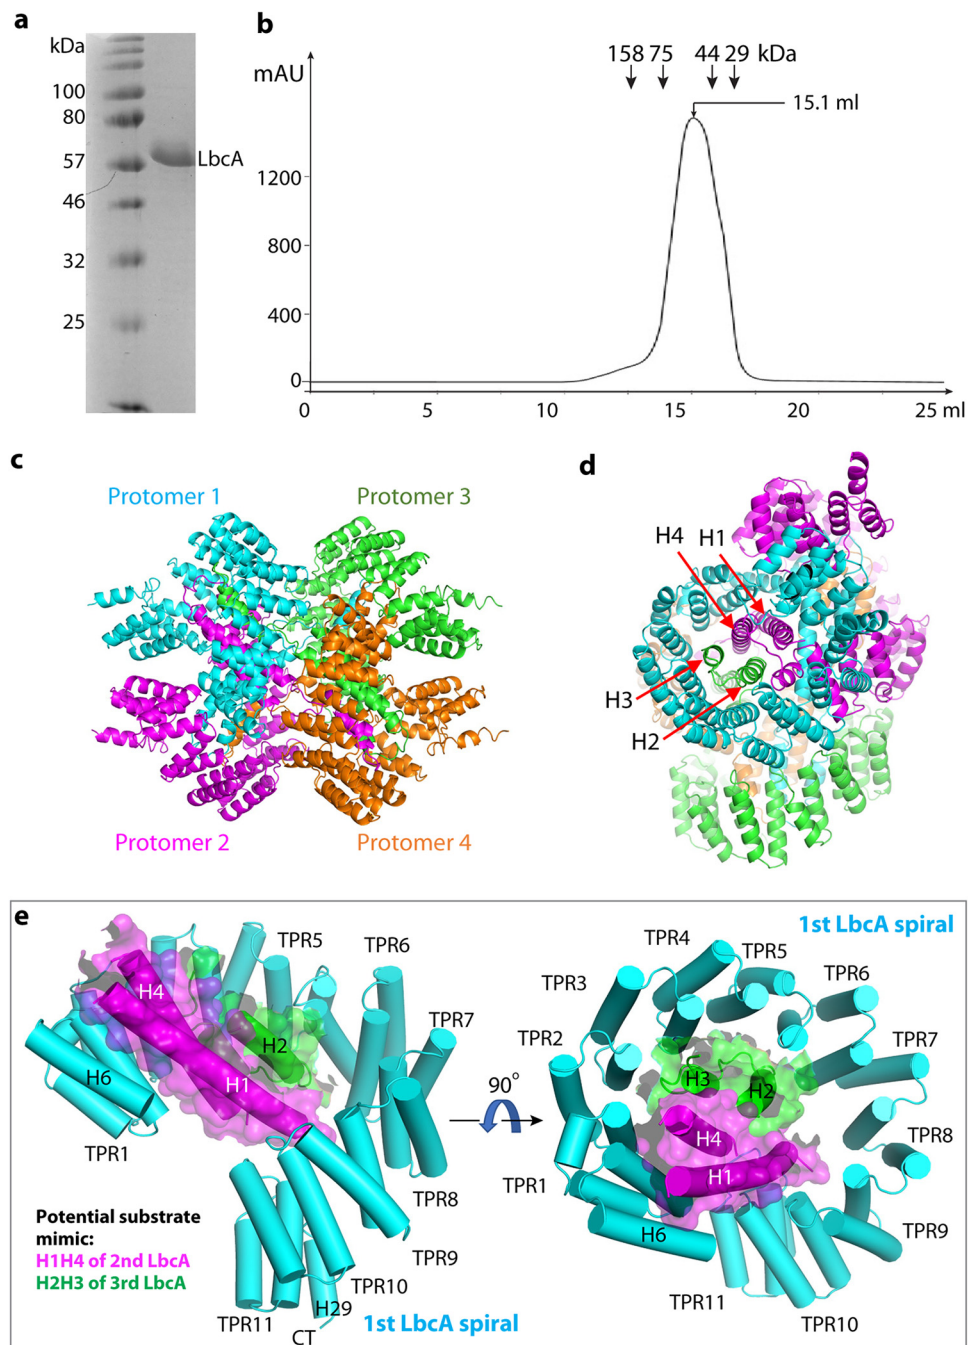 a
kDa
100
80
57
46
32
25
LbcA
b
158 75 44 29 kDa
mAU
15.1 ml
1200
800
400
0
0 5 10 15 20 25 ml
c
Protomer 1 Protomer 3
Protomer 2 Protomer 4
d
H4 H1
H3
H2
e
TPR5
TPR6
H4
TPR7
H2
H6
H1
TPR1
TPR8
TPR9
TPR10
H29
TPR11
CT
1st LbcA spiral
Potential substrate
mimic:
H1H4 of 2nd LbcA
H2H3 of 3rd LbcA
90°
1st LbcA spiral
TPR4
TPR5
TPR3
TPR6
TPR2
TPR7
H3
H2
H4
TPR8
H1
TPR1
H6
TPR9
TPR11
TPR10